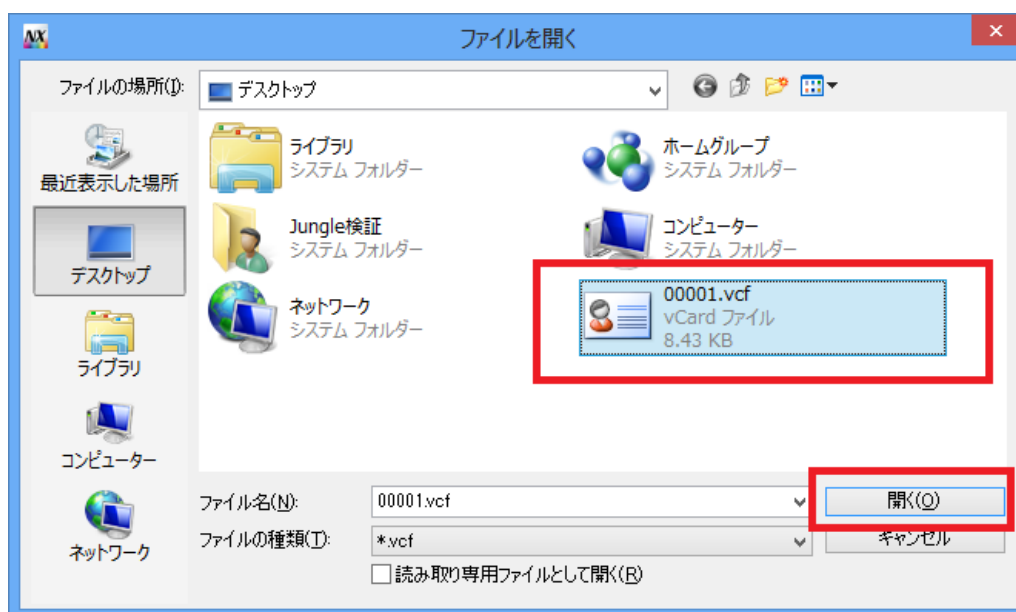 NX
ファイルを開く
ファイルの場所(I):
デスクトップ
最近表示した場所
デスクトップ
ライブラリ
コンピューター
ネットワーク
ライブラリ
システム フォルダー
ホームグループ
システム フォルダー
Jungle検証
システム フォルダー
コンピューター
システム フォルダー
ネットワーク
システム フォルダー
00001.vcf
vCard ファイル
8.43 KB
ファイル名(N):
00001.vcf
開く(O)
ファイルの種類(T):
*.vcf
キャンセル
読み取り専用ファイルとして開く(R)